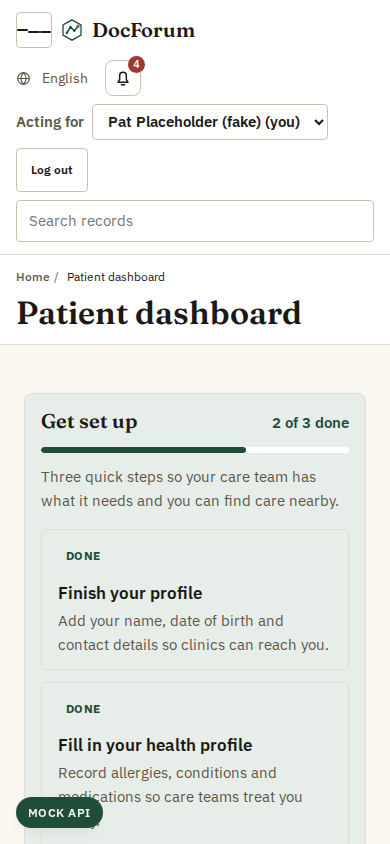 DocForum
English
4
Acting for
Pat Placeholder (fake) (you)
Log out
Search records
Home / Patient dashboard
Patient dashboard
Get set up
2 of 3 done
Three quick steps so your care team has
what it needs and you can find care nearby.
DONE
Finish your profile
Add your name, date of birth and
contact details so clinics can reach you.
DONE
Fill in your health profile
Record allergies, conditions and
medications so care teams treat you
MOCK API